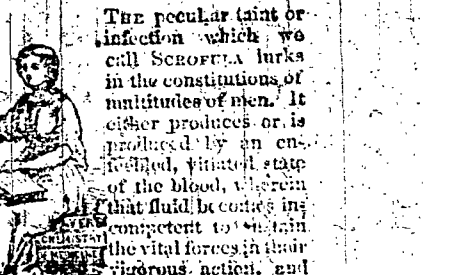 THE peculiar taint or
infection which we
call SCROFULA lurks
in the constitutions of
multitudes of men. It
either produces or is
produced by an en-
feebled, vitiated state
of the blood, wherein
that fluid becomes in-
competent to sustain
the vital forces in their
vigorous action, and
AYER
CHEMIST